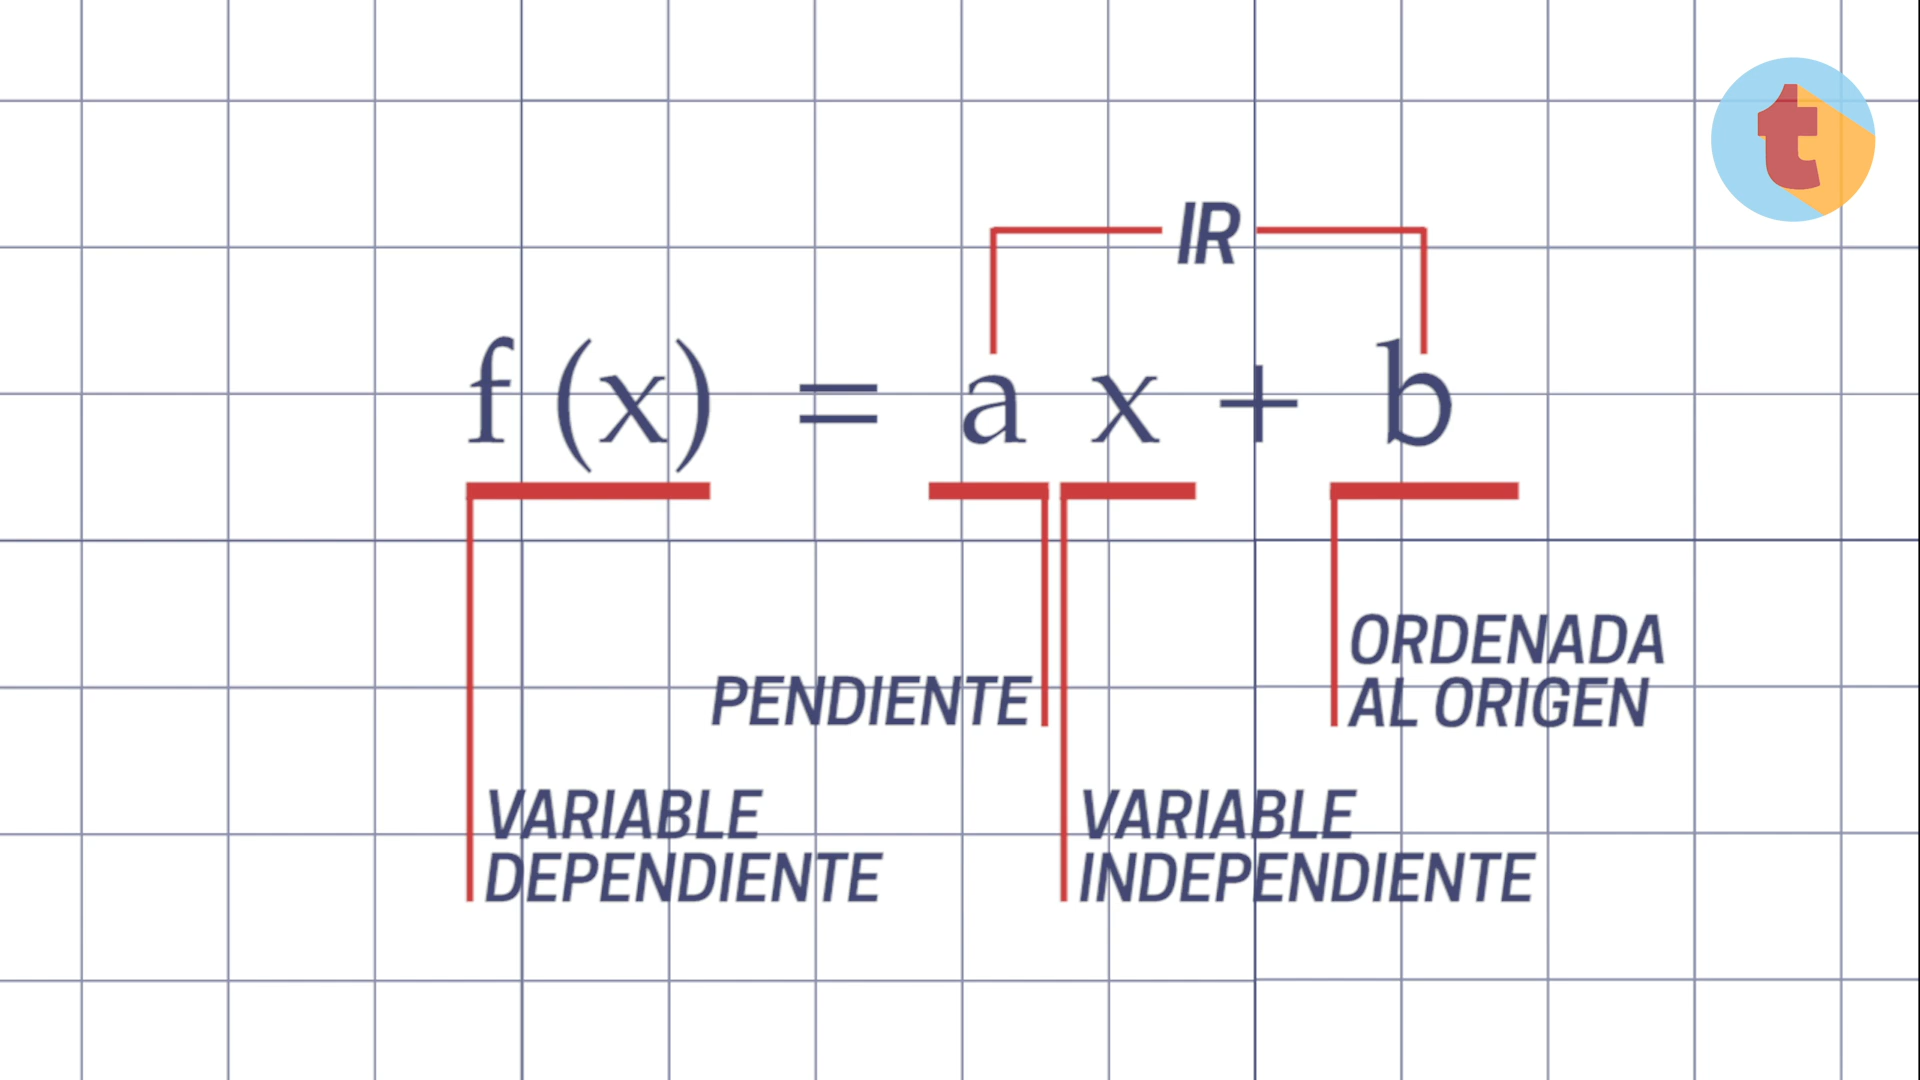 t
IR
f (x) = a x + b
PENDIENTE
ORDENADA
AL ORIGEN
VARIABLE
DEPENDIENTE
VARIABLE
INDEPENDIENTE